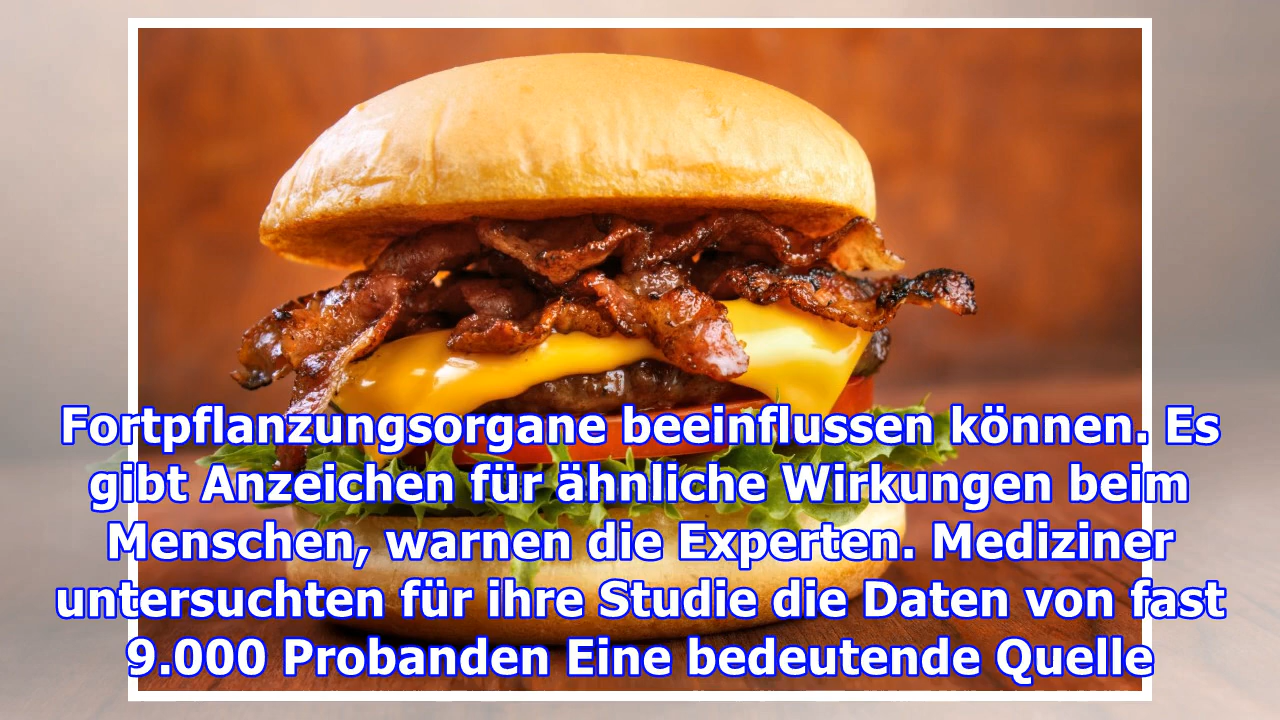 Fortpflanzungsorgane beeinflussen können. Es
gibt Anzeichen für ähnliche Wirkungen beim
Menschen, warnen die Experten. Mediziner
untersuchten für ihre Studie die Daten von fast
9.000 Probanden Eine bedeutende Quelle